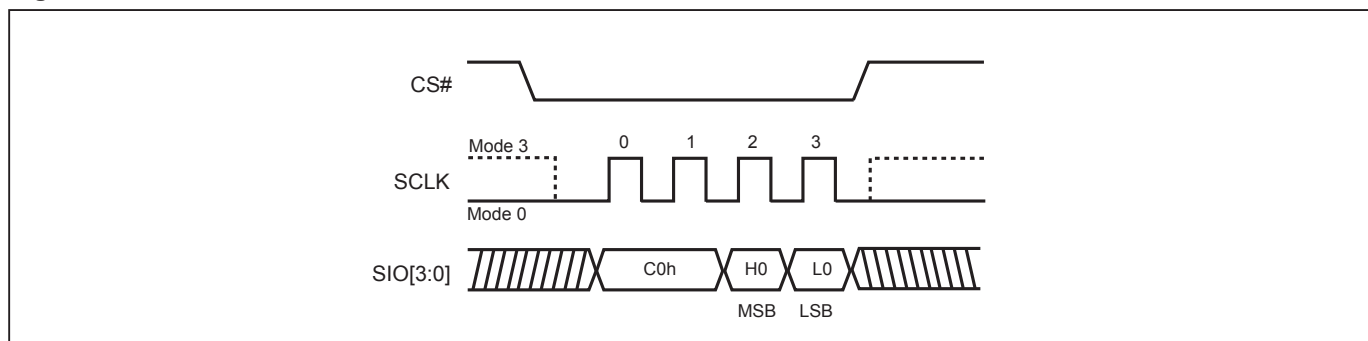 CS#
Mode 3
0 1 2 3
SCLK
Mode 0
SIO[3:0]
C0h H0 L0
MSB LSB